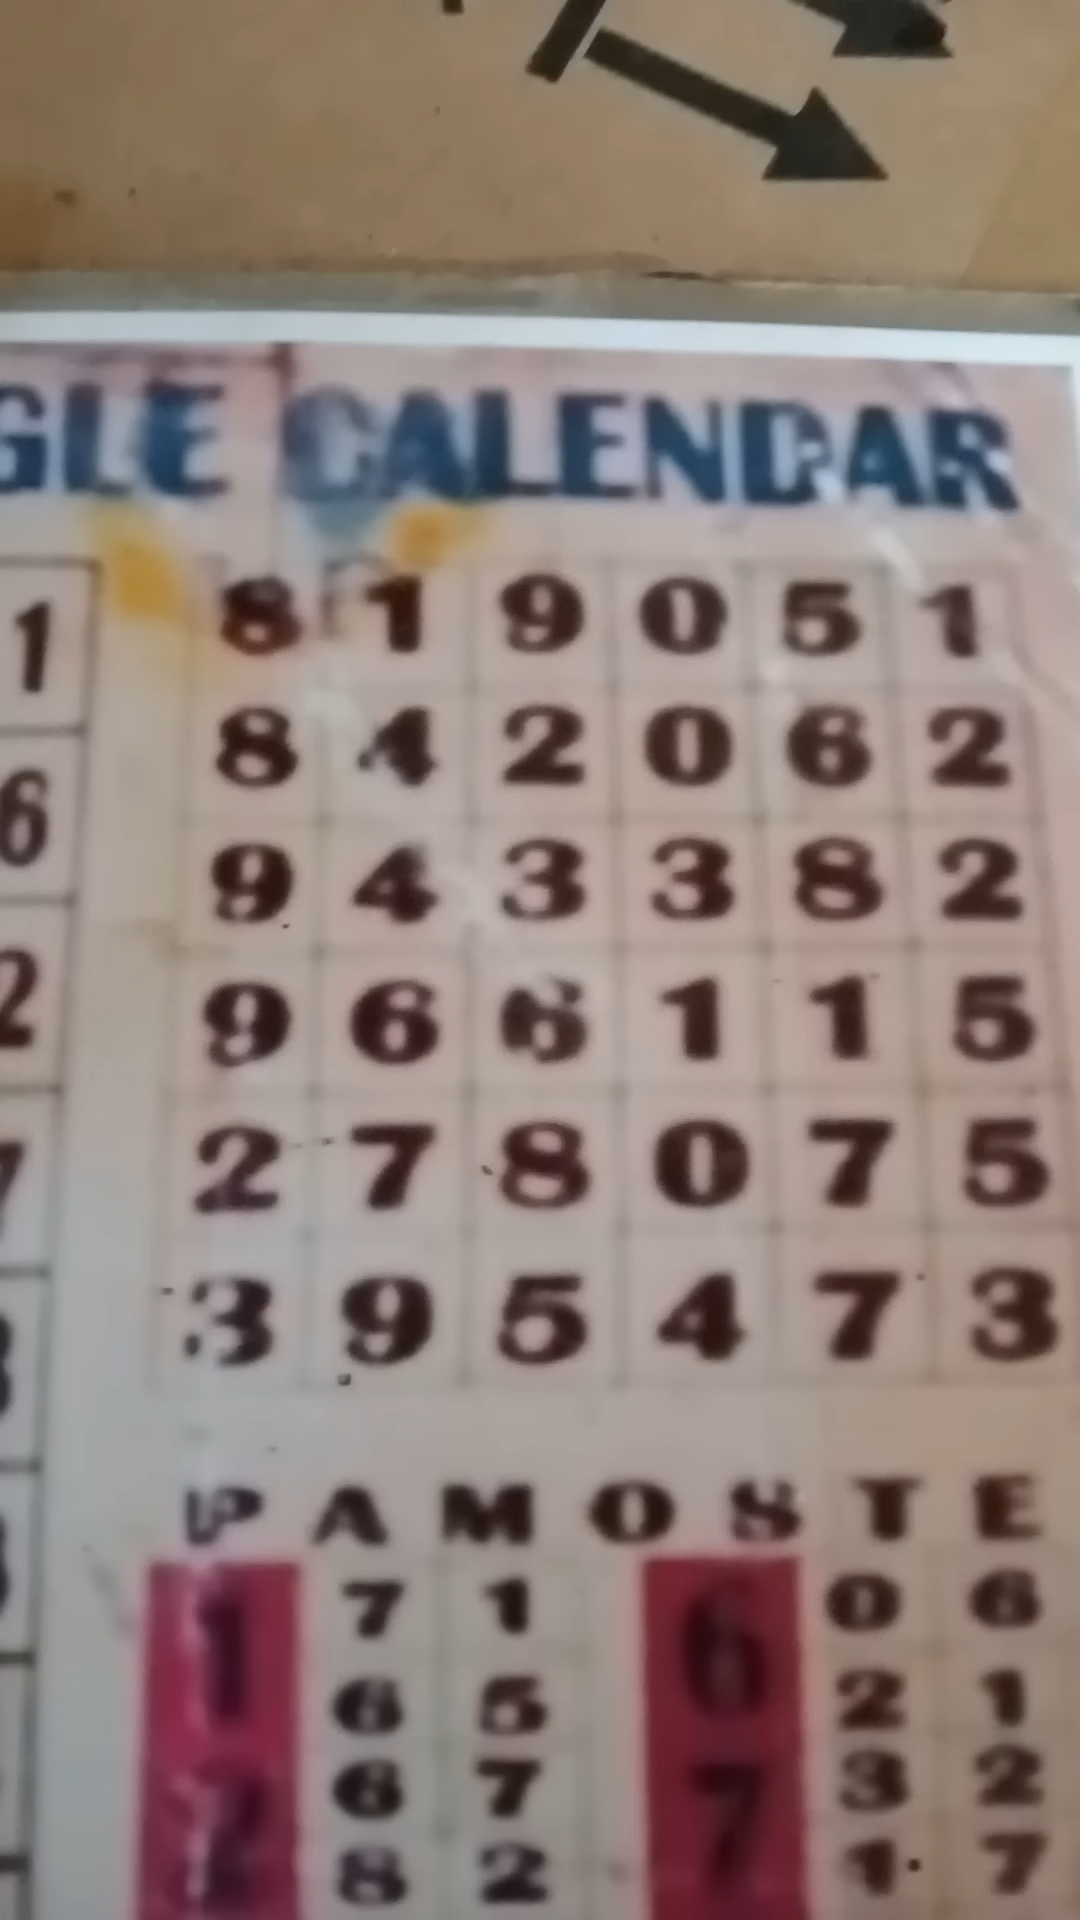 GLE CALENDAR
1 8 1 9 0 5 1
6 8 4 2 0 6 2
9 4 3 3 8 2
2 9 6 6 1 1 5
7 2 7 8 0 7 5
3 9 5 4 7 3
P A M O S T E
1 7 1 6 0 6
6 5 2 1
2 6 7 7 3 2
8 2 1 7